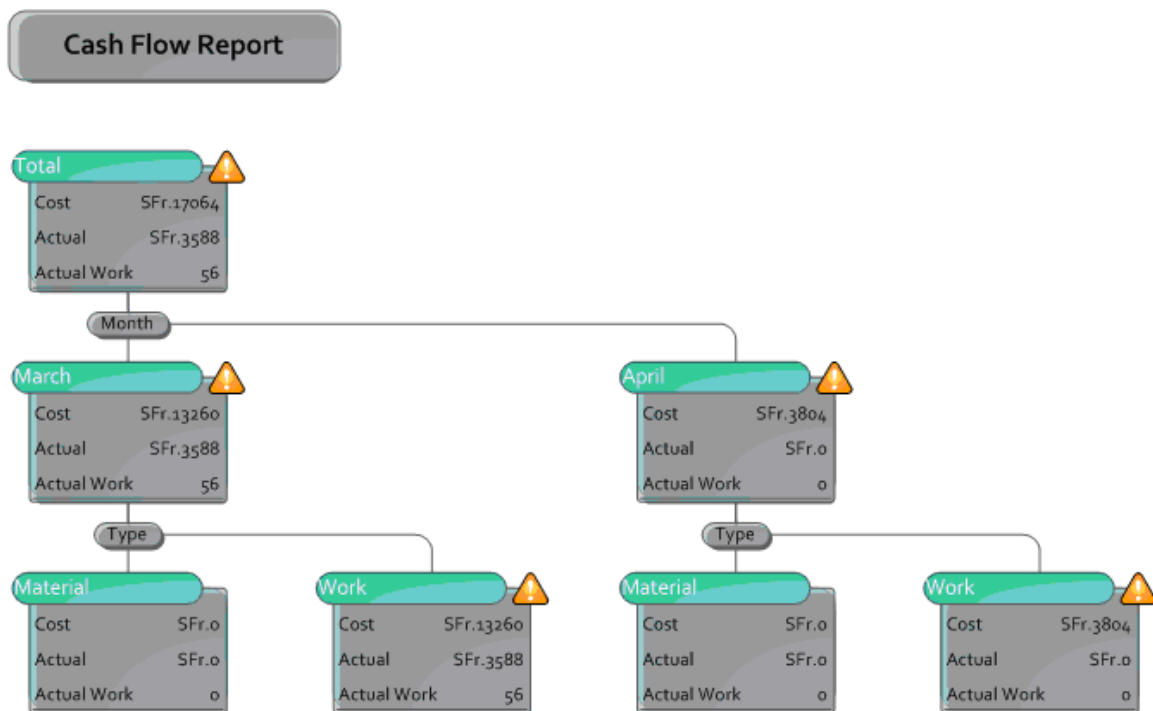 Cash Flow Report
Total
Cost SFr.17064
Actual SFr.3588
Actual Work 56
Month
March
Cost SFr.13260
Actual SFr.3588
Actual Work 56
April
Cost SFr.3804
Actual SFr.0
Actual Work 0
Type
Type
Material
Cost SFr.0
Actual SFr.0
Actual Work 0
Work
Cost SFr.13260
Actual SFr.3588
Actual Work 56
Material
Cost SFr.0
Actual SFr.0
Actual Work 0
Work
Cost SFr.3804
Actual SFr.0
Actual Work 0